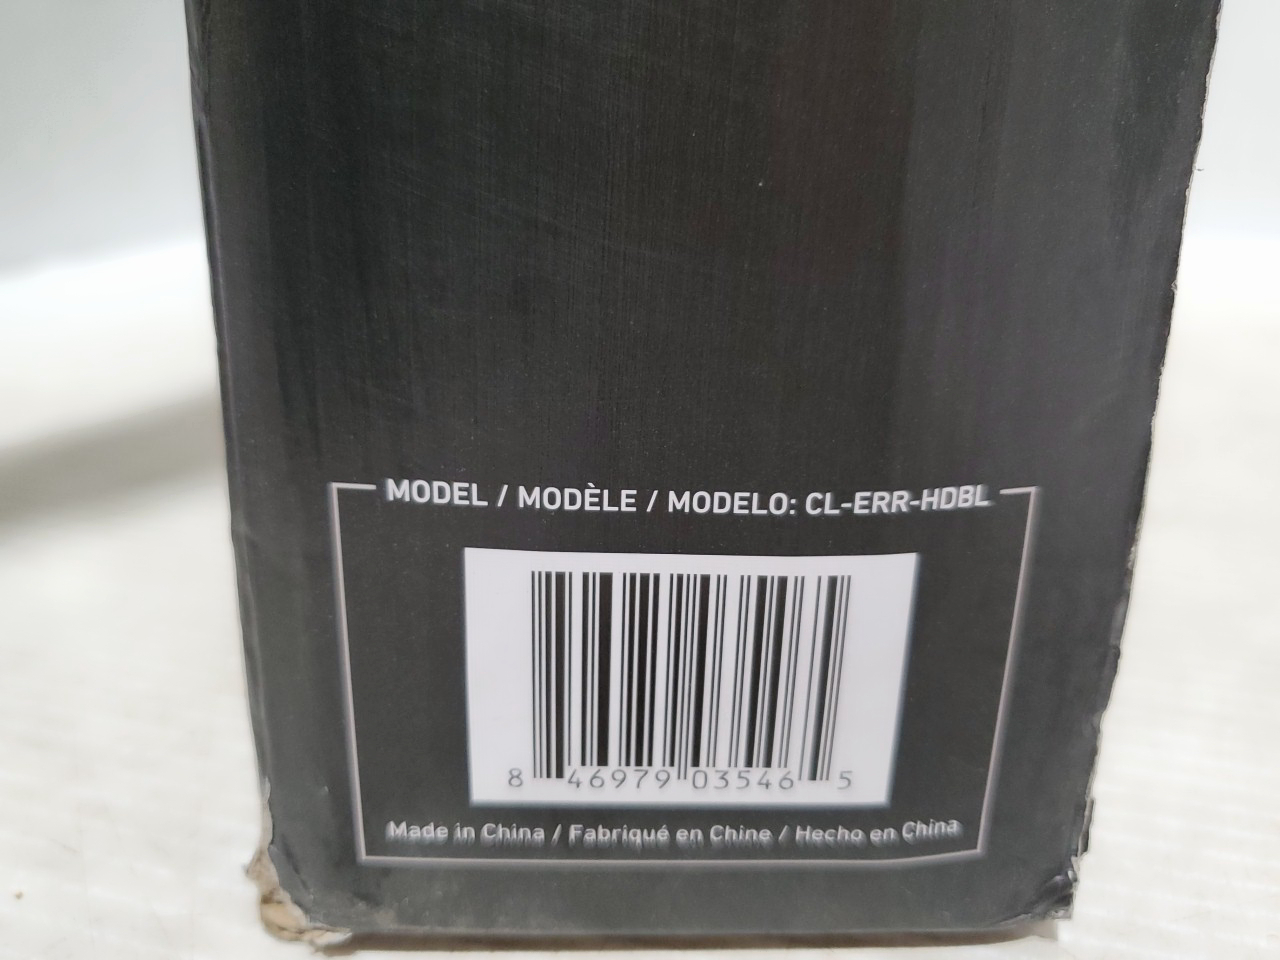 MODEL / MODÈLE / MODELO: CL-ERR-HDBL
8 46979 03546 5
Made in China / Fabriqué en Chine / Hecho en China